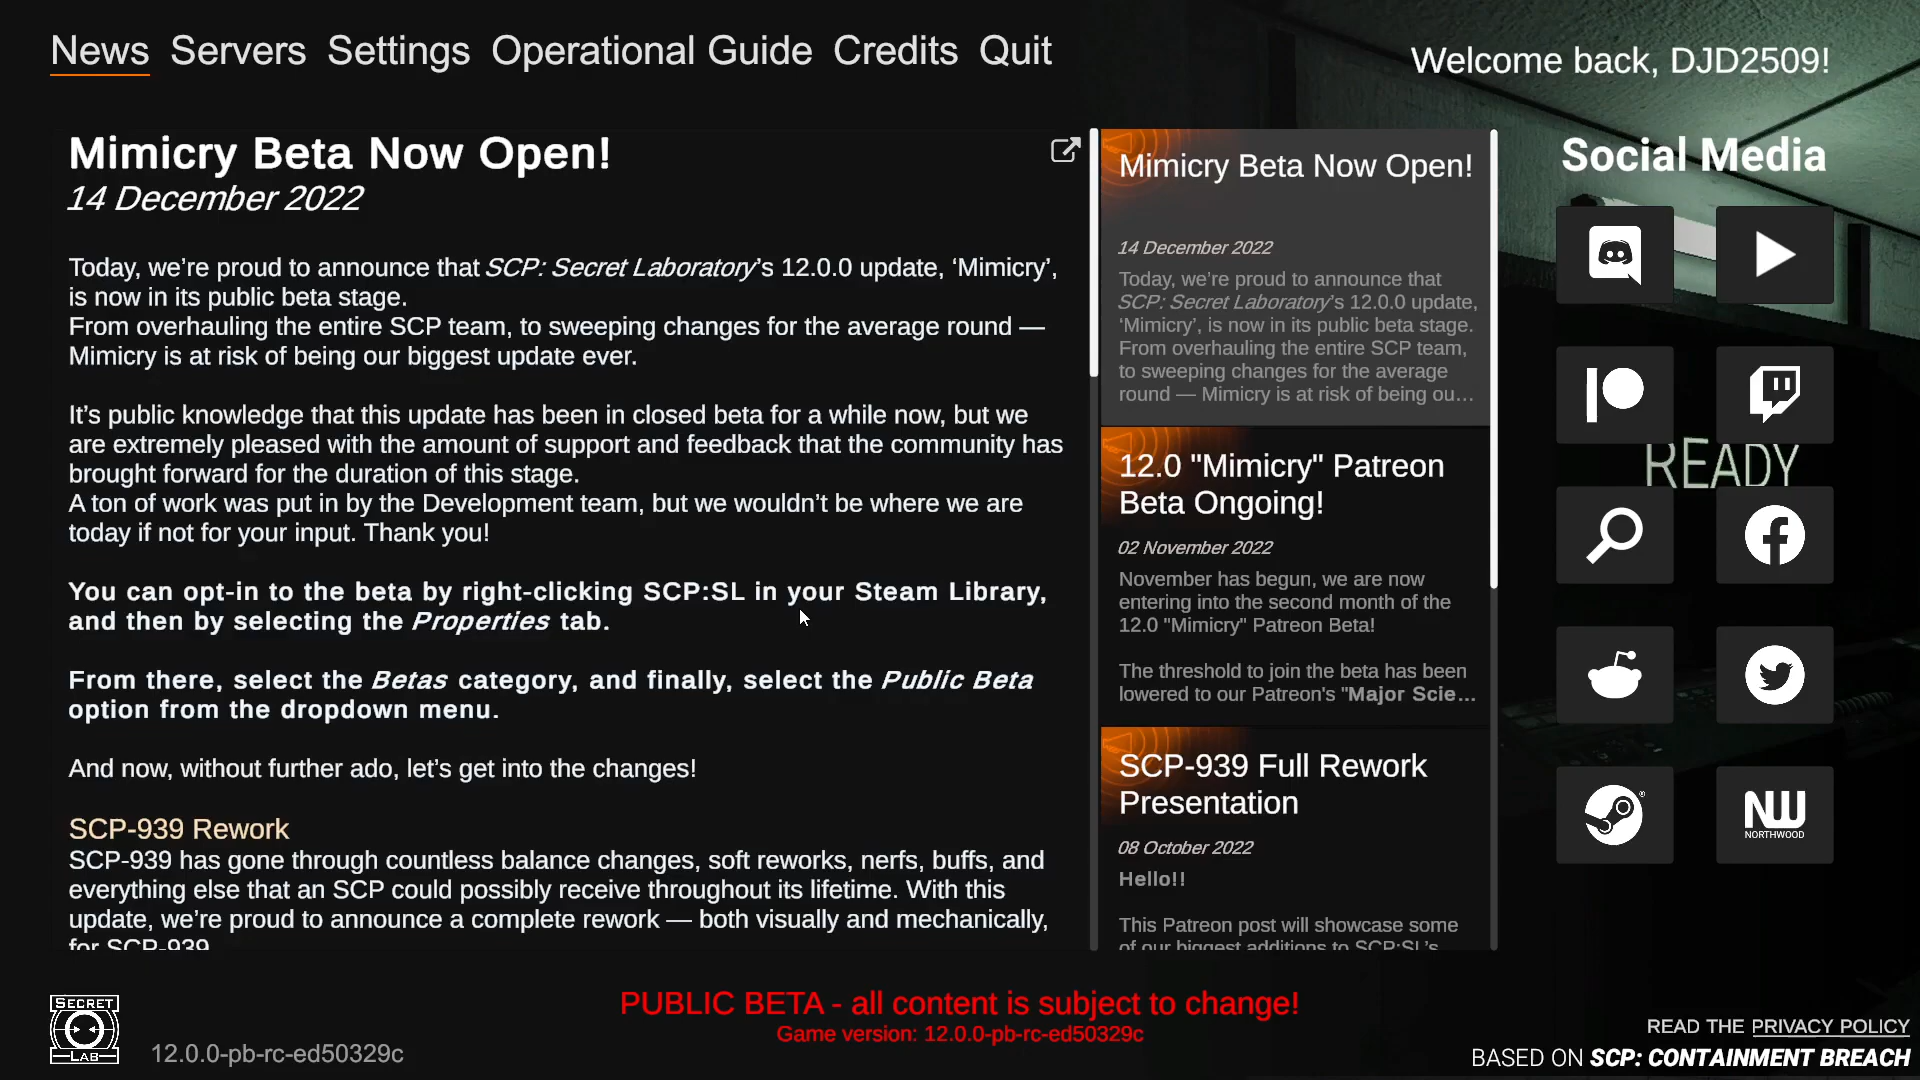 News Servers Settings Operational Guide Credits Quit
Welcome back, DJD2509!
Mimicry Beta Now Open!
14 December 2022
Today, we're proud to announce that SCP: Secret Laboratory's 12.0.0 update, ‘Mimicry’,
is now in its public beta stage.
From overhauling the entire SCP team, to sweeping changes for the average round —
Mimicry is at risk of being our biggest update ever.
It's public knowledge that this update has been in closed beta for a while now, but we
are extremely pleased with the amount of support and feedback that the community has
brought forward for the duration of this stage.
A ton of work was put in by the Development team, but we wouldn't be where we are
today if not for your input. Thank you!
You can opt-in to the beta by right-clicking SCP:SL in your Steam Library,
and then by selecting the Properties tab.
From there, select the Betas category, and finally, select the Public Beta
option from the dropdown menu.
And now, without further ado, let's get into the changes!
SCP-939 Rework
SCP-939 has gone through countless balance changes, soft reworks, nerfs, buffs, and
everything else that an SCP could possibly receive throughout its lifetime. With this
update, we're proud to announce a complete rework — both visually and mechanically,
for SCP-939
Mimicry Beta Now Open!
14 December 2022
Today, we're proud to announce that
SCP: Secret Laboratory's 12.0.0 update,
‘Mimicry’, is now in its public beta stage.
From overhauling the entire SCP team,
to sweeping changes for the average
round — Mimicry is at risk of being ou...
12.0 "Mimicry" Patreon
Beta Ongoing!
02 November 2022
November has begun, we are now
entering into the second month of the
12.0 "Mimicry" Patreon Beta!
The threshold to join the beta has been
lowered to our Patreon's "Major Scie...
SCP-939 Full Rework
Presentation
08 October 2022
Hello!!
This Patreon post will showcase some
of our biggest additions to SCP:SL's
Social Media
READY
NW
NORTHWOOD
SECRET
LAB
12.0.0-pb-rc-ed50329c
PUBLIC BETA - all content is subject to change!
Game version: 12.0.0-pb-rc-ed50329c
READ THE PRIVACY POLICY
BASED ON SCP: CONTAINMENT BREACH